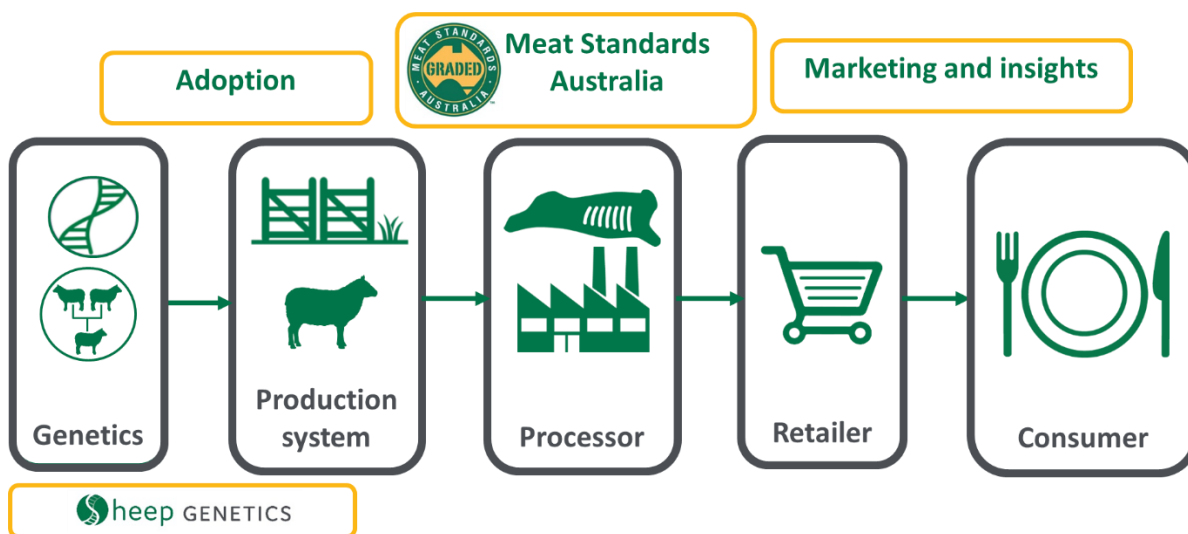 Adoption
MEAT STANDARDS
GRADED
AUSTRALIA
™
Meat Standards
Australia
Marketing and insights
Genetics
Production
system
Processor
Retailer
Consumer
Sheep GENETICS